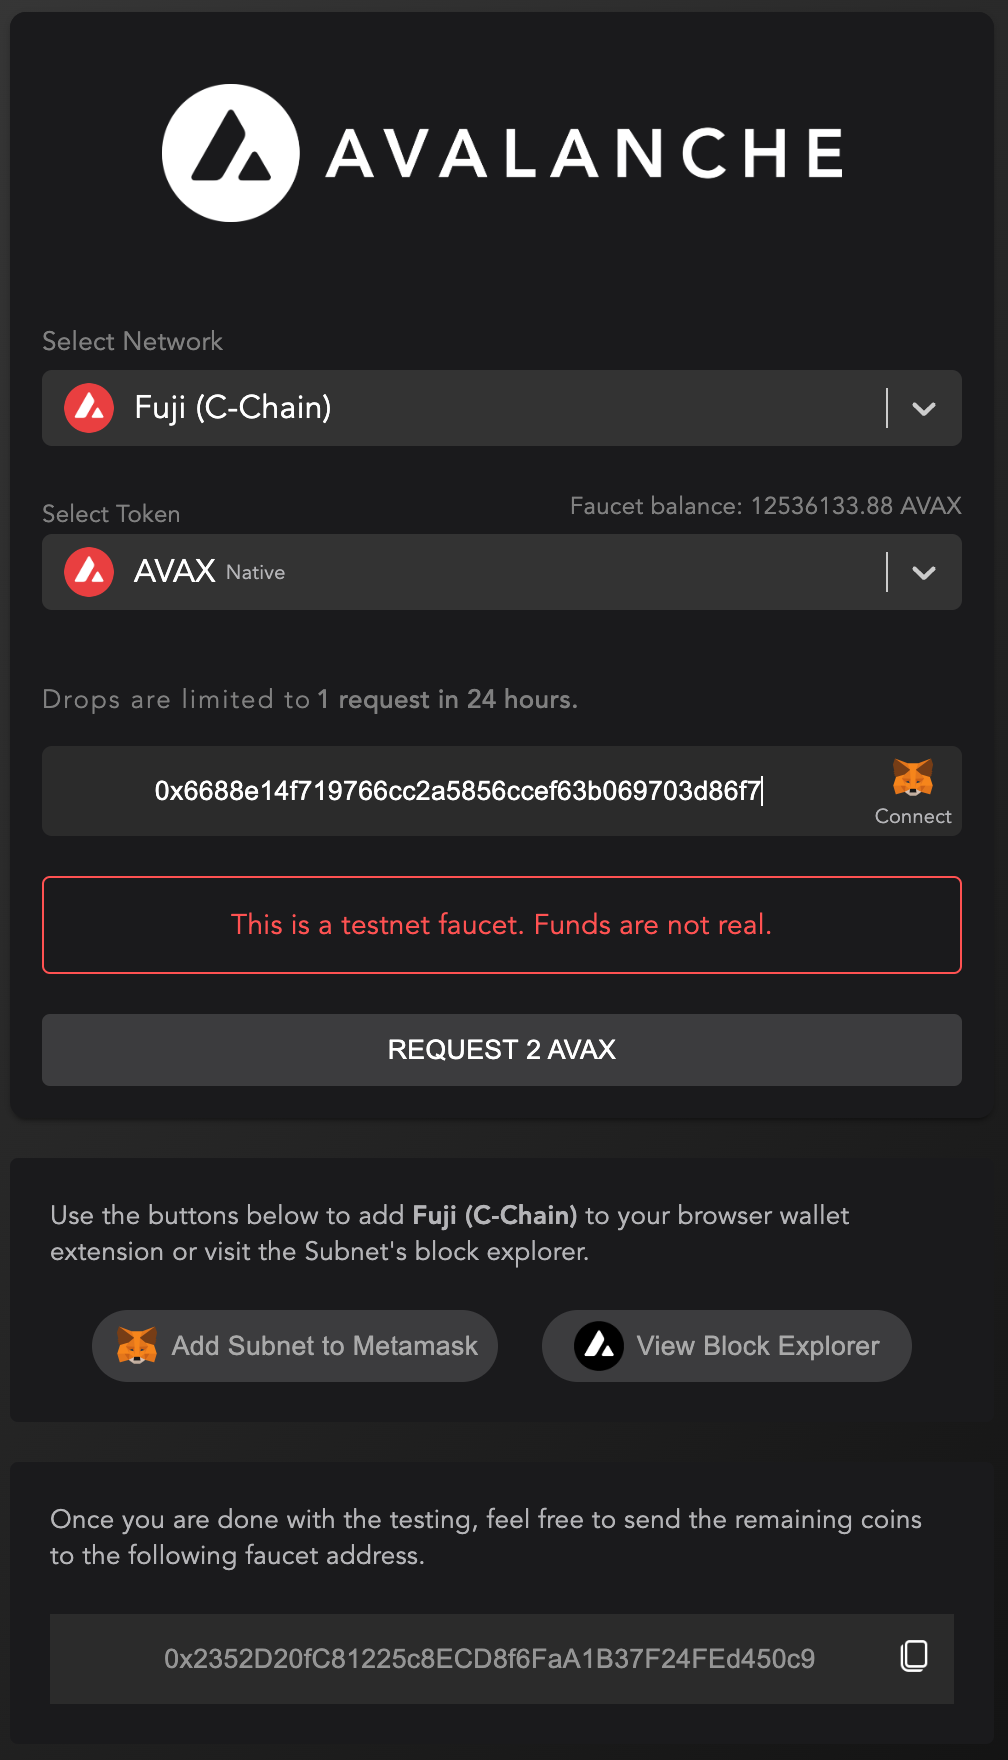 AVALANCHE
Select Network
Fuji (C-Chain)
Select Token
Faucet balance: 12536133.88 AVAX
AVAX Native
Drops are limited to 1 request in 24 hours.
0x6688e14f719766cc2a5856ccef63b069703d86f7
Connect
This is a testnet faucet. Funds are not real.
REQUEST 2 AVAX
Use the buttons below to add Fuji (C-Chain) to your browser wallet
extension or visit the Subnet's block explorer.
Add Subnet to Metamask
View Block Explorer
Once you are done with the testing, feel free to send the remaining coins
to the following faucet address.
0x2352D20fC81225c8ECD8f6FaA1B37F24FEd450c9